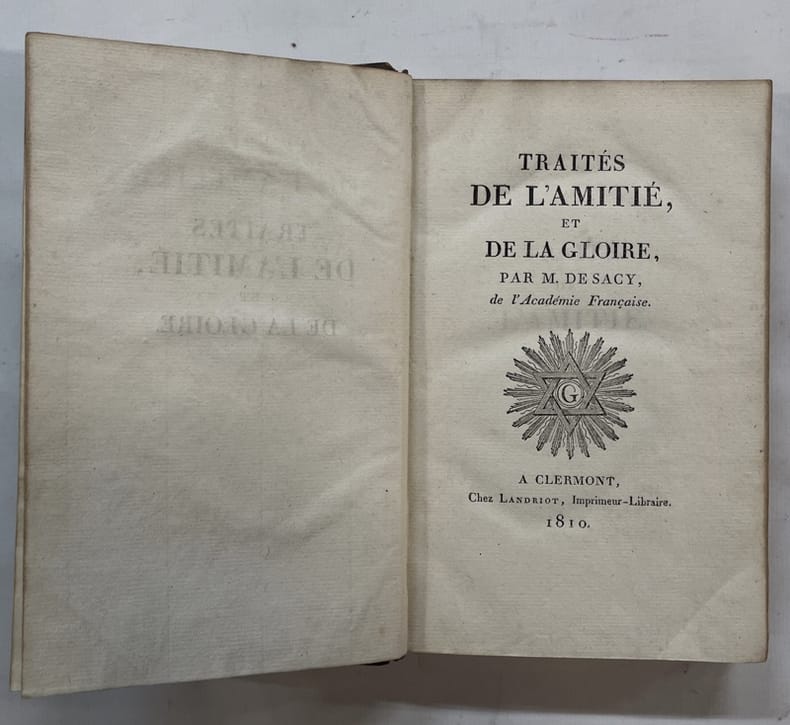 TRAITÉS
DE L'AMITIÉ,
ET
DE LA GLOIRE,
PAR M. DE SACY,
de l'Académie Française.
G
A CLERMONT,
Chez LANDRIOT, Imprimeur-Libraire.
1810.